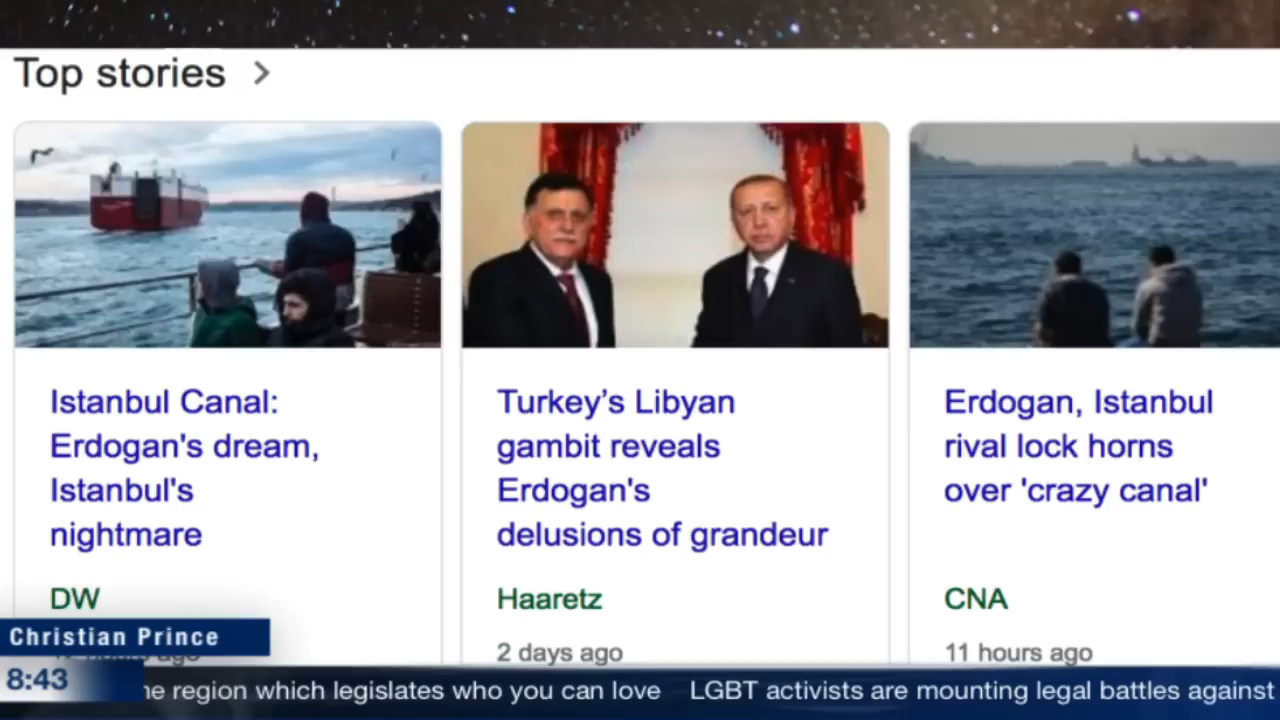 Top stories >
Istanbul Canal:
Erdogan's dream,
Istanbul's
nightmare
DW
Turkey’s Libyan
gambit reveals
Erdogan's
delusions of grandeur
Haaretz
2 days ago
Erdogan, Istanbul
rival lock horns
over 'crazy canal'
CNA
11 hours ago
Christian Prince
8:43
region which legislates who you can love LGBT activists are mounting legal battles against